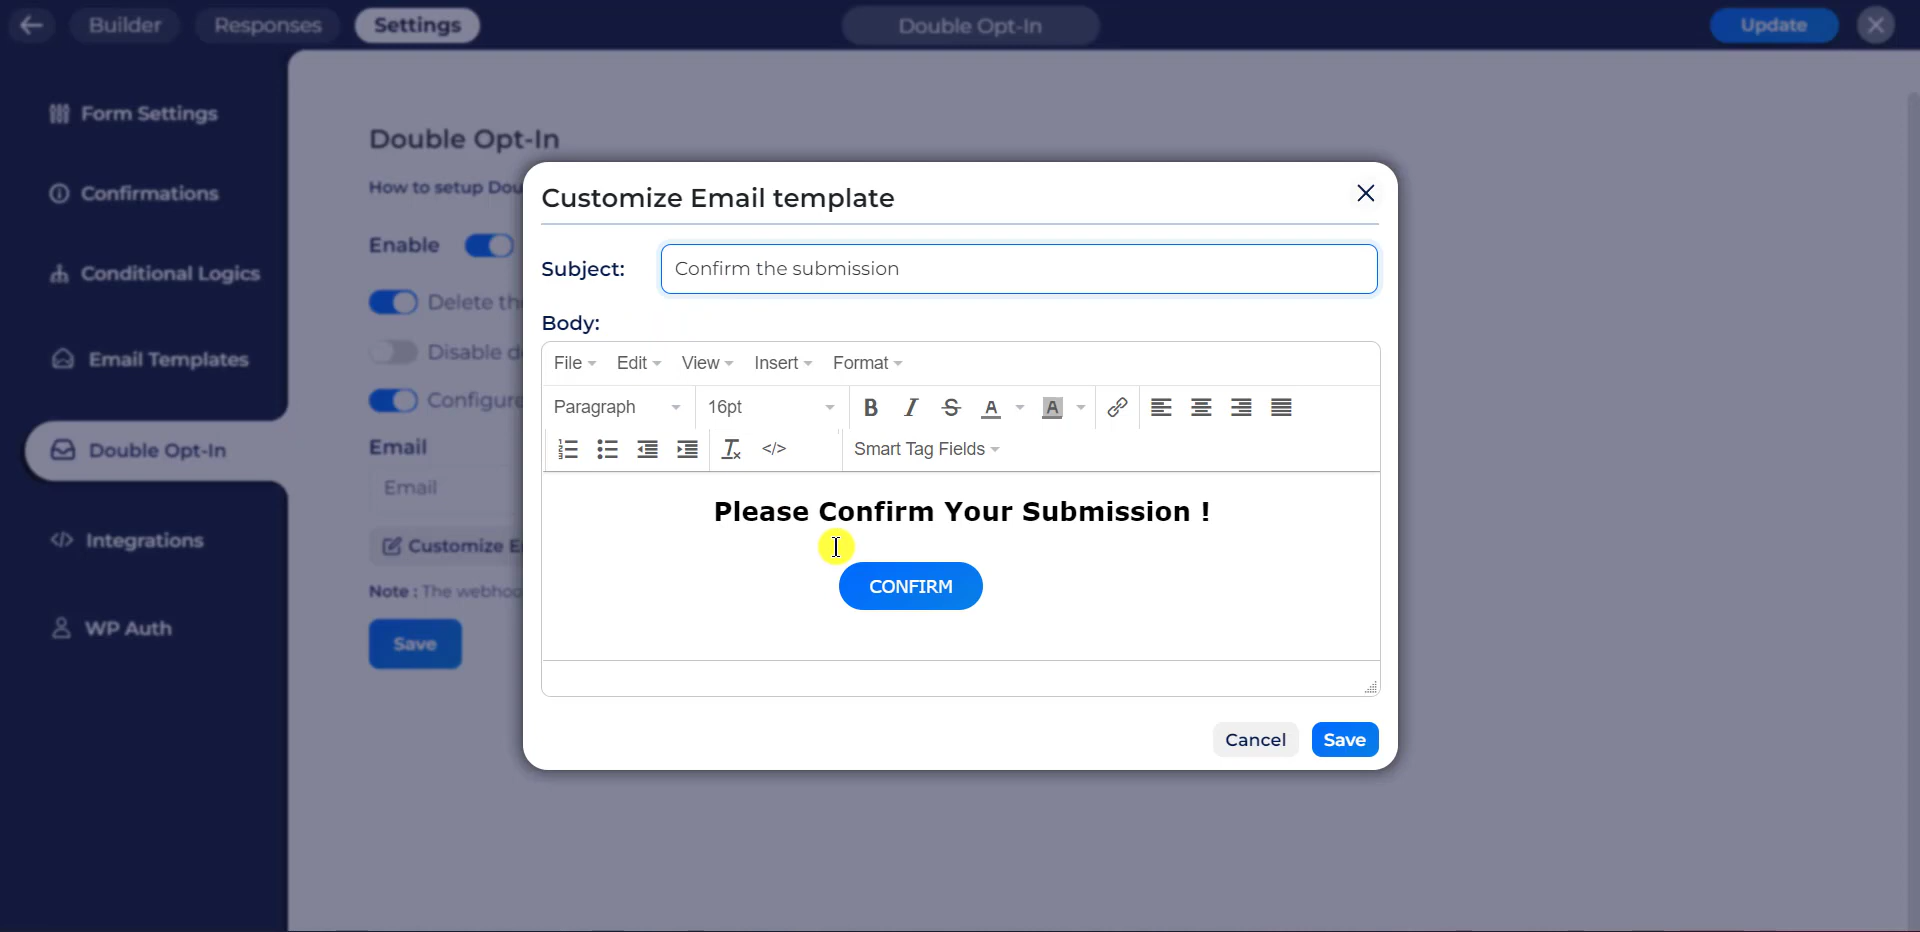 Builder Responses Settings Double Opt-In Update
Form Settings
Confirmations
Conditional Logics
Email Templates
Double Opt-In
Integrations
WP Auth
Double Opt-In
How to setup Dou
Enable
Delete th
Disable d
Configure
Email
Email
Customize E
Note : The webhoo
Save
Customize Email template
Subject: Confirm the submission
Body:
File Edit View Insert Format
Paragraph 16pt B I S A A
</> Smart Tag Fields
Please Confirm Your Submission !
CONFIRM
Cancel Save